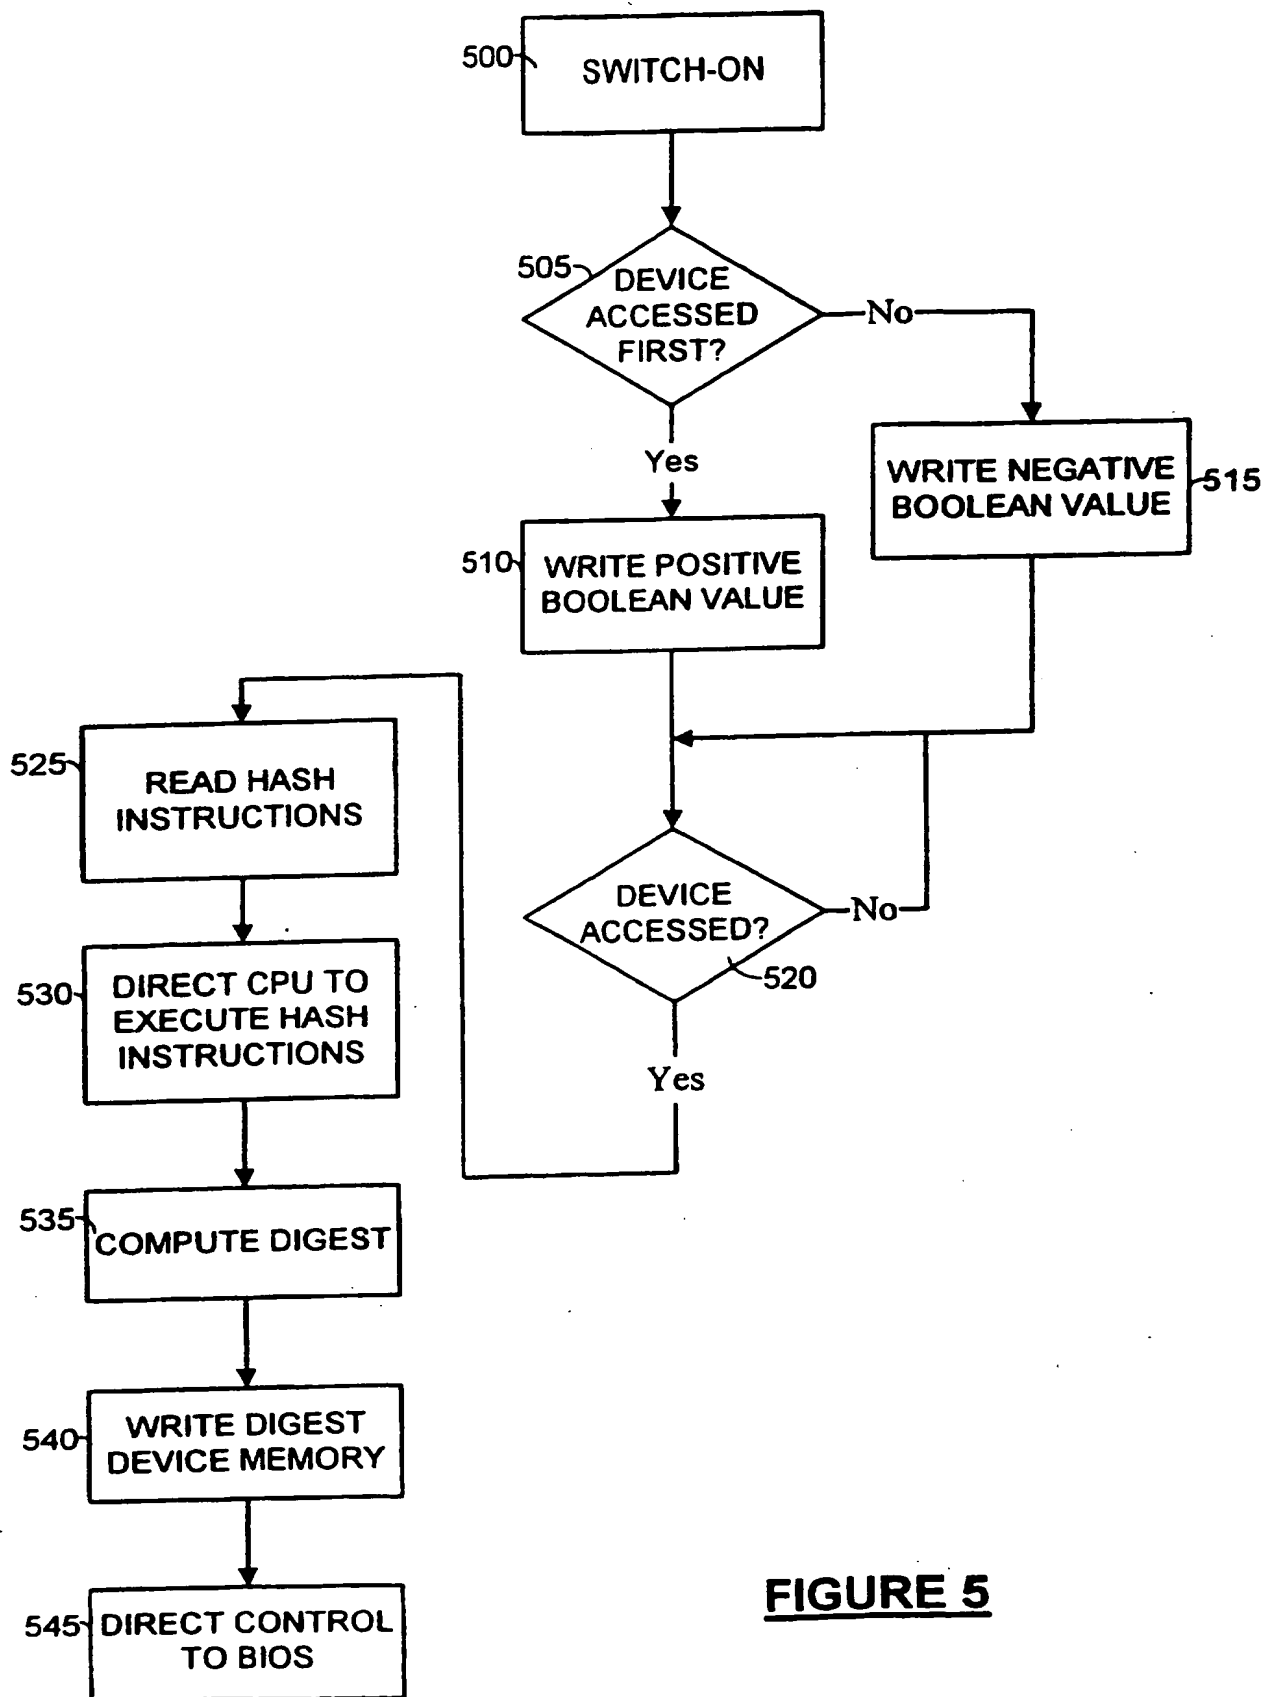 500
SWITCH-ON
505
DEVICE
ACCESSED
FIRST?
No
Yes
WRITE NEGATIVE
BOOLEAN VALUE
515
510
WRITE POSITIVE
BOOLEAN VALUE
525
READ HASH
INSTRUCTIONS
DEVICE
ACCESSED?
No
520
Yes
530
DIRECT CPU TO
EXECUTE HASH
INSTRUCTIONS
535
COMPUTE DIGEST
540
WRITE DIGEST
DEVICE MEMORY
545
DIRECT CONTROL
TO BIOS
FIGURE 5